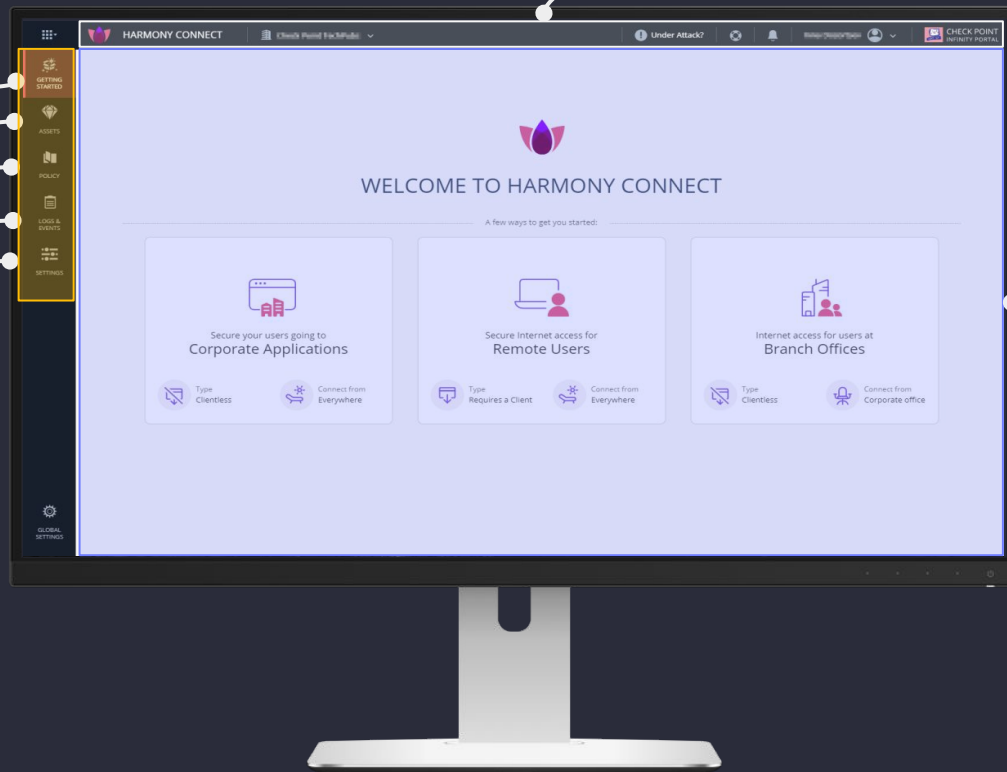 HARMONY CONNECT
Under Attack?
CHECK POINT
INFINITY PORTAL
GETTING
STARTED
ASSETS
POLICY
LOGS &
EVENTS
SETTINGS
GLOBAL
SETTINGS
WELCOME TO HARMONY CONNECT
A few ways to get you started:
Secure your users going to
Corporate Applications
Type
Clientless
Connect from
Everywhere
Secure Internet access for
Remote Users
Type
Requires a Client
Connect from
Everywhere
Internet access for users at
Branch Offices
Type
Clientless
Connect from
Corporate office